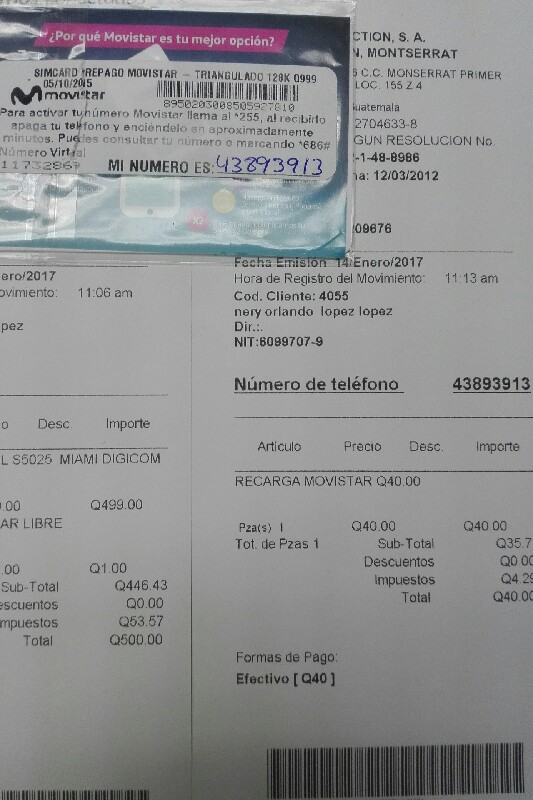 ¿Por qué Movistar es tu mejor opción?
SIMCARD PREPAGO MOVISTAR – TRIANGULADO 128K 0999
05/10/2015
movistar
8950203008505927810
Para activar tu número Movistar llama al *255, al recibirlo
apaga tu teléfono y enciéndelo en aproximadamente
minutos. Puedes consultar tu número marcando *686#
Número Virtual
11732867
MI NUMERO ES: 43893913
CTION, S. A.
N, MONTSERRAT
C.C. MONSERRAT PRIMER
LOC. 155 Z 4
uatemala
2704633-8
GUN RESOLUCION No.
-1-48-8986
ha: 12/03/2012
09676
ero/2017
ovimiento: 11:06 am
pez
o Desc. Importe
L S5025 MIAMI DIGICOM
.00 Q499.00
AR LIBRE
.00 Q1.00
Sub-Total Q446.43
escuentos Q0.00
mpuestos Q53.57
Total Q500.00
Fecha Emisión 14/Enero/2017
Hora de Registro del Movimiento: 11:13 am
Cod. Cliente: 4055
nery orlando lopez lopez
Dir.:.
NIT:6099707-9
Número de teléfono 43893913
Articulo Precio Desc. Importe
RECARGA MOVISTAR Q40.00
Pza(s) 1 Q40.00 Q40.00
Tot. de Pzas 1 Sub-Total Q35.7
Descuentos Q0.00
Impuestos Q4.29
Total Q40.00
Formas de Pago:
Efectivo [ Q40 ]